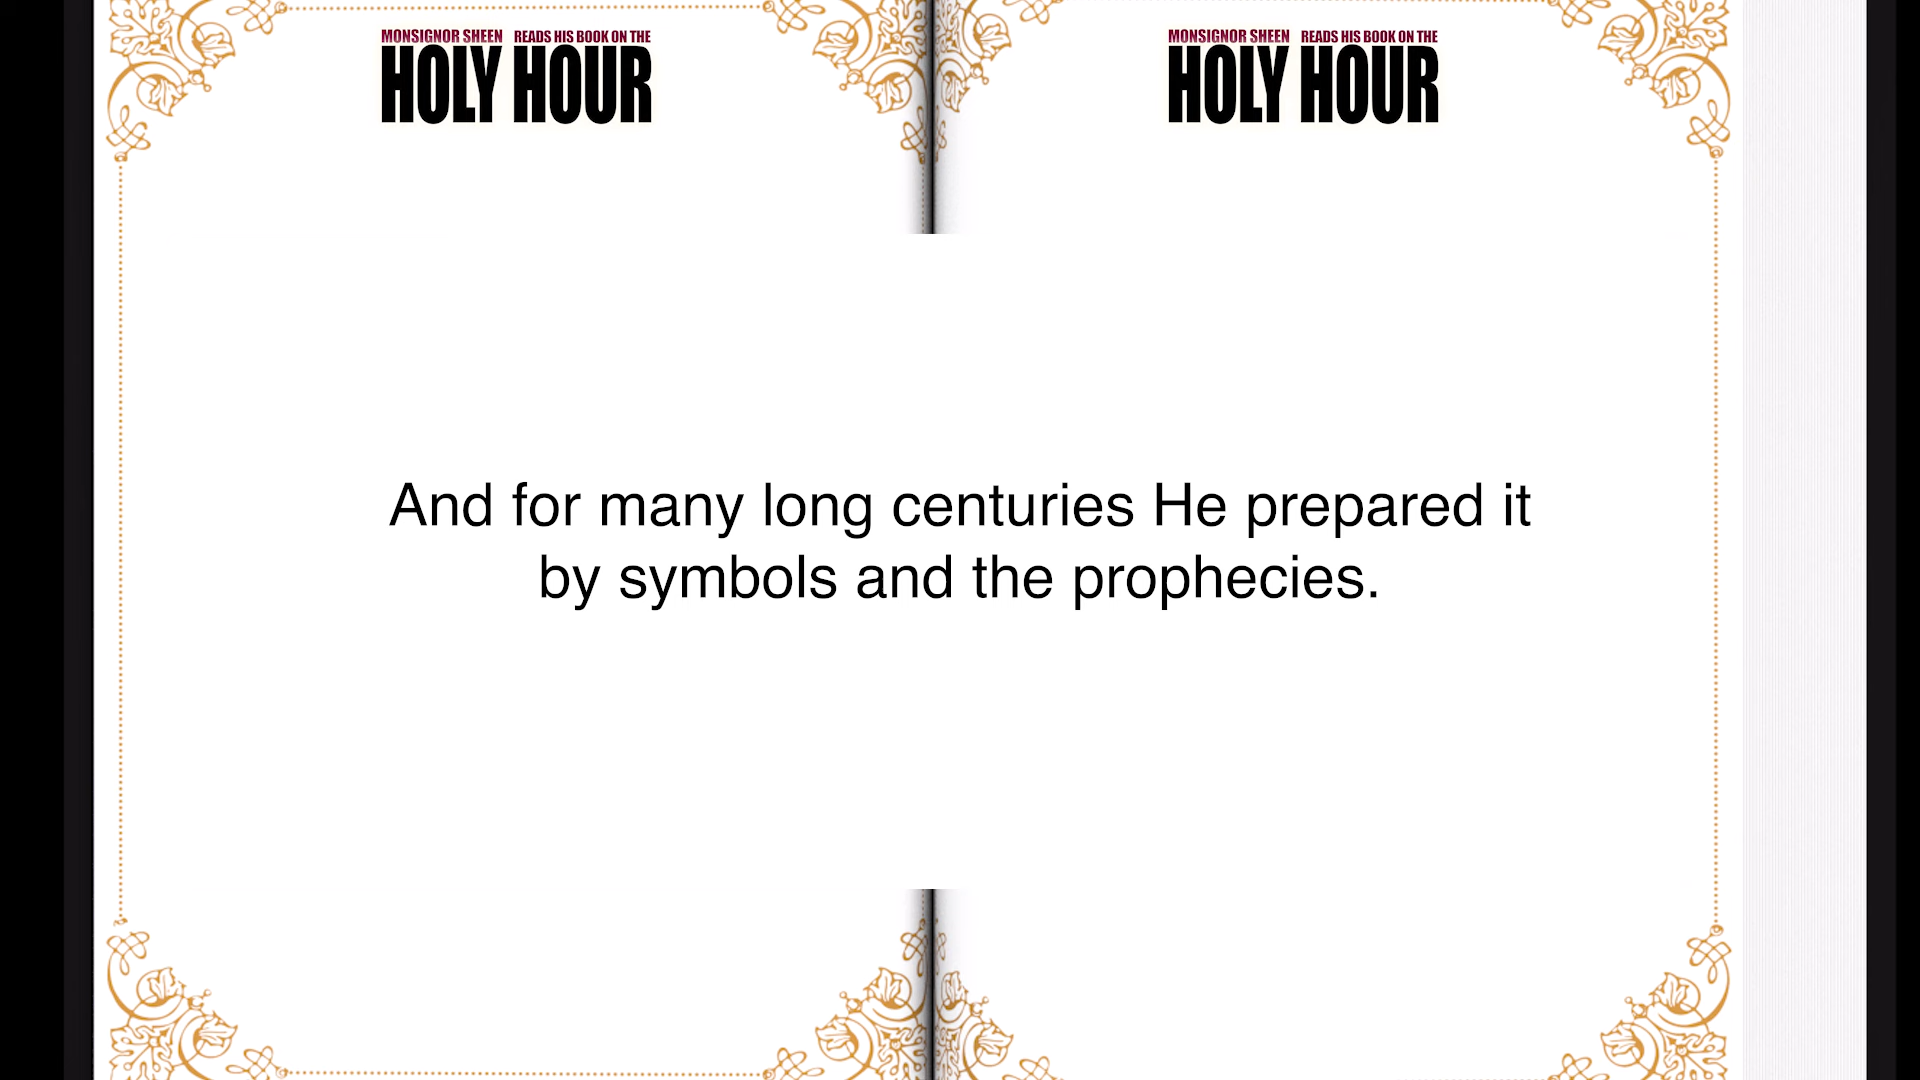 MONSIGNOR SHEEN READS HIS BOOK ON THE
HOLY HOUR
MONSIGNOR SHEEN READS HIS BOOK ON THE
HOLY HOUR
And for many long centuries He prepared it
by symbols and the prophecies.